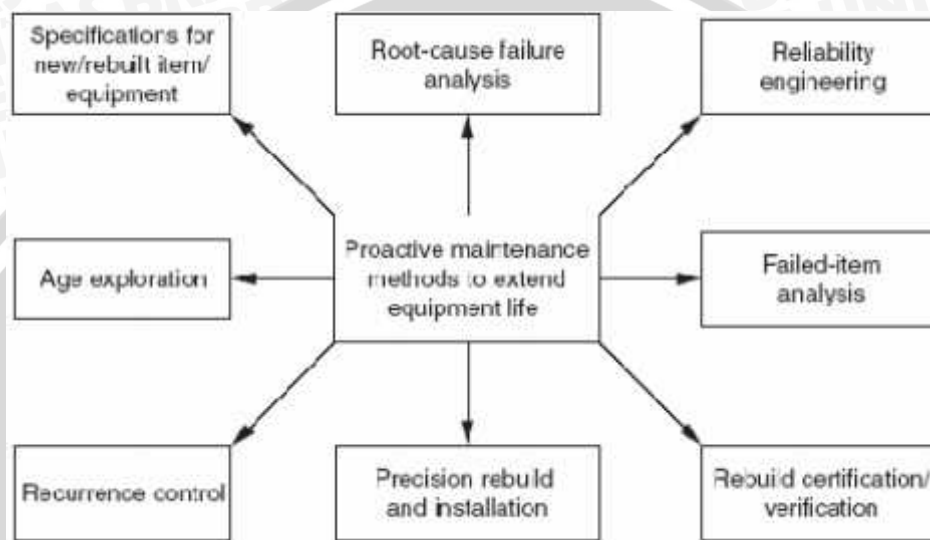 Specifications for
new/rebuilt item/
equipment
Root-cause failure
analysis
Reliability
engineering
Age exploration
Proactive maintenance
methods to extend
equipment life
Failed-item
analysis
Recurrence control
Precision rebuild
and installation
Rebuild certification/
verification